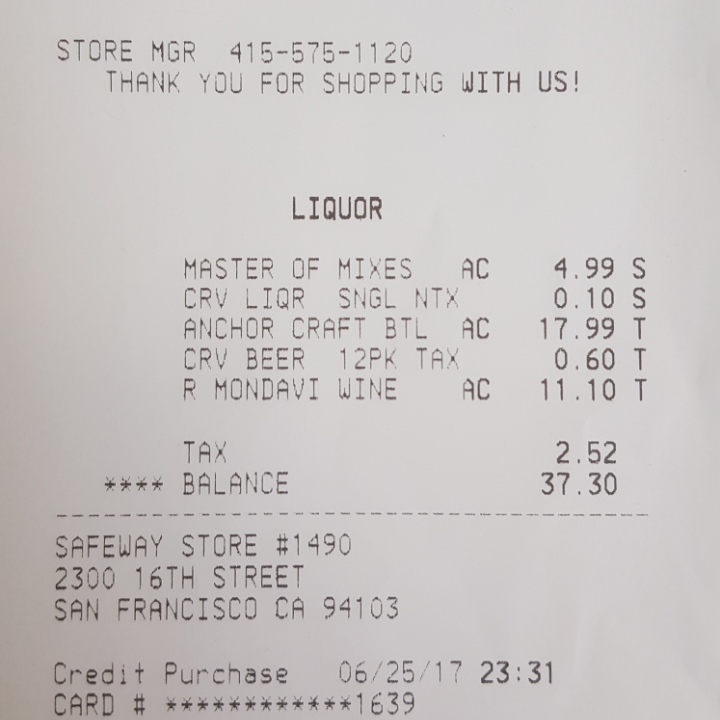 STORE MGR 415-575-1120
THANK YOU FOR SHOPPING WITH US!
LIQUOR
MASTER OF MIXES AC 4.99 S
CRV LIQR SNGL NTX 0.10 S
ANCHOR CRAFT BTL AC 17.99 T
CRV BEER 12PK TAX 0.60 T
R MONDAVI WINE AC 11.10 T
TAX 2.52
**** BALANCE 37.30
SAFEWAY STORE #1490
2300 16TH STREET
SAN FRANCISCO CA 94103
Credit Purchase 06/25/17 23:31
CARD # ************1639